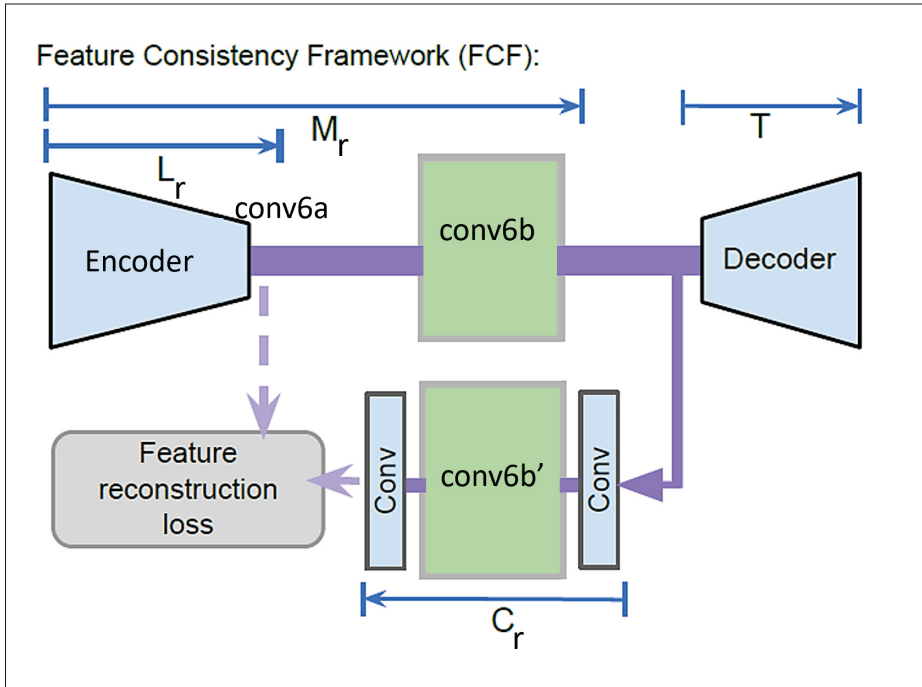 Feature Consistency Framework (FCF):
M_r
T
L_r
conv6a
Encoder
conv6b
Decoder
Feature
reconstruction
loss
Conv
conv6b’
Conv
C_r